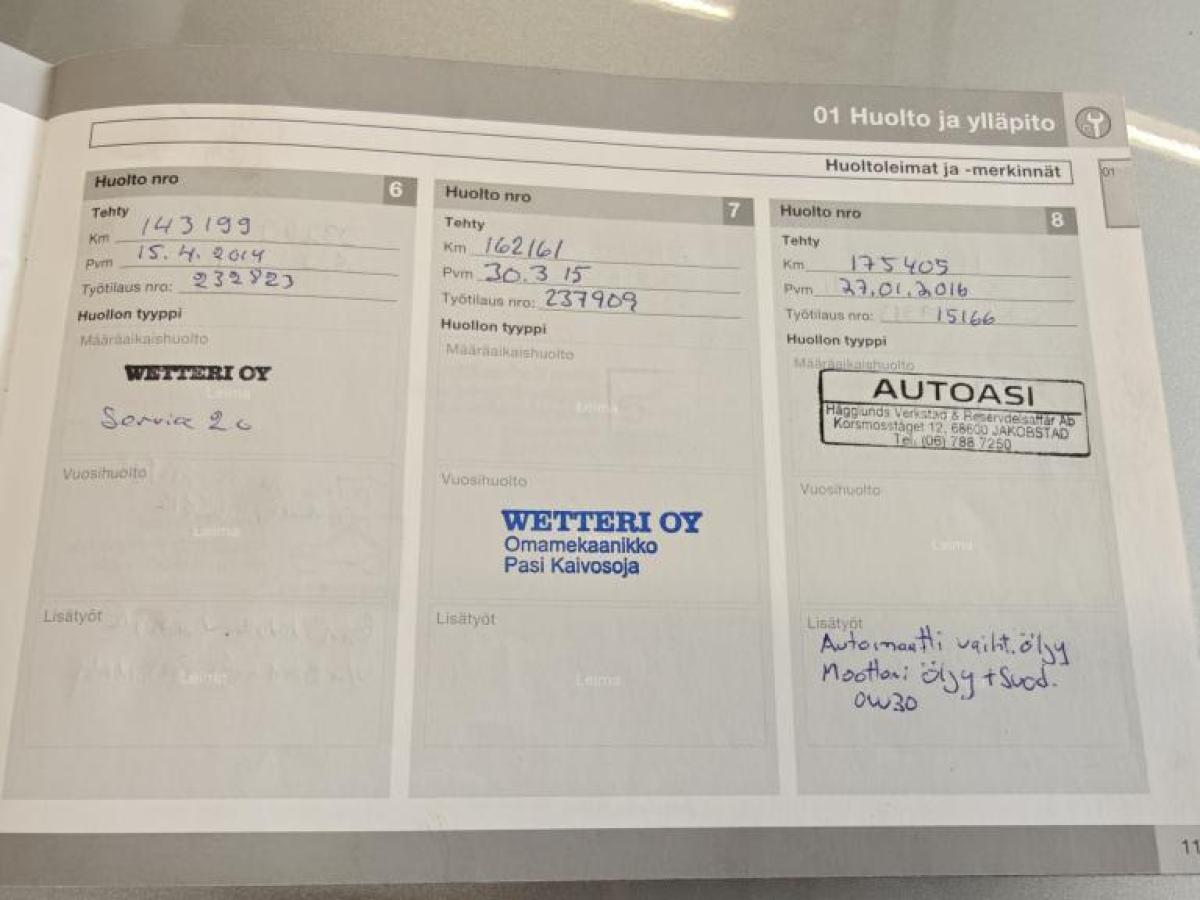 01 Huolto ja ylläpito
Huoltoleimat ja -merkinnät
01
Huolto nro 6
Tehty
Km 143199
Pvm 15.4.2014
Työtilaus nro: 232823
Huollon tyyppi
Määräaikaishuolto
WETTERI OY
Leima
Vuosihuolto
Leima
Lisätyöt
Leima
Huolto nro 7
Tehty
Km 162161
Pvm 30.3 15
Työtilaus nro: 237909
Huollon tyyppi
Määräaikaishuolto
Leima
Vuosihuolto
WETTERI OY
Omamekaanikko
Pasi Kaivosoja
Lisätyöt
Leima
Huolto nro 8
Tehty
Km 175405
Pvm 27.01.2016
Työtilaus nro: 15166
Huollon tyyppi
Määräaikaishuolto
AUTOASI
Hägglunds Verkstad & Reservdelsaffär Ab
Korsmosståget 12, 68600 JAKOBSTAD
Tel. (06) 788 7250
Vuosihuolto
Leima
Lisätyöt
Automaatti vaiht. öljy
Moottori öljy + Suod.
0W30
11